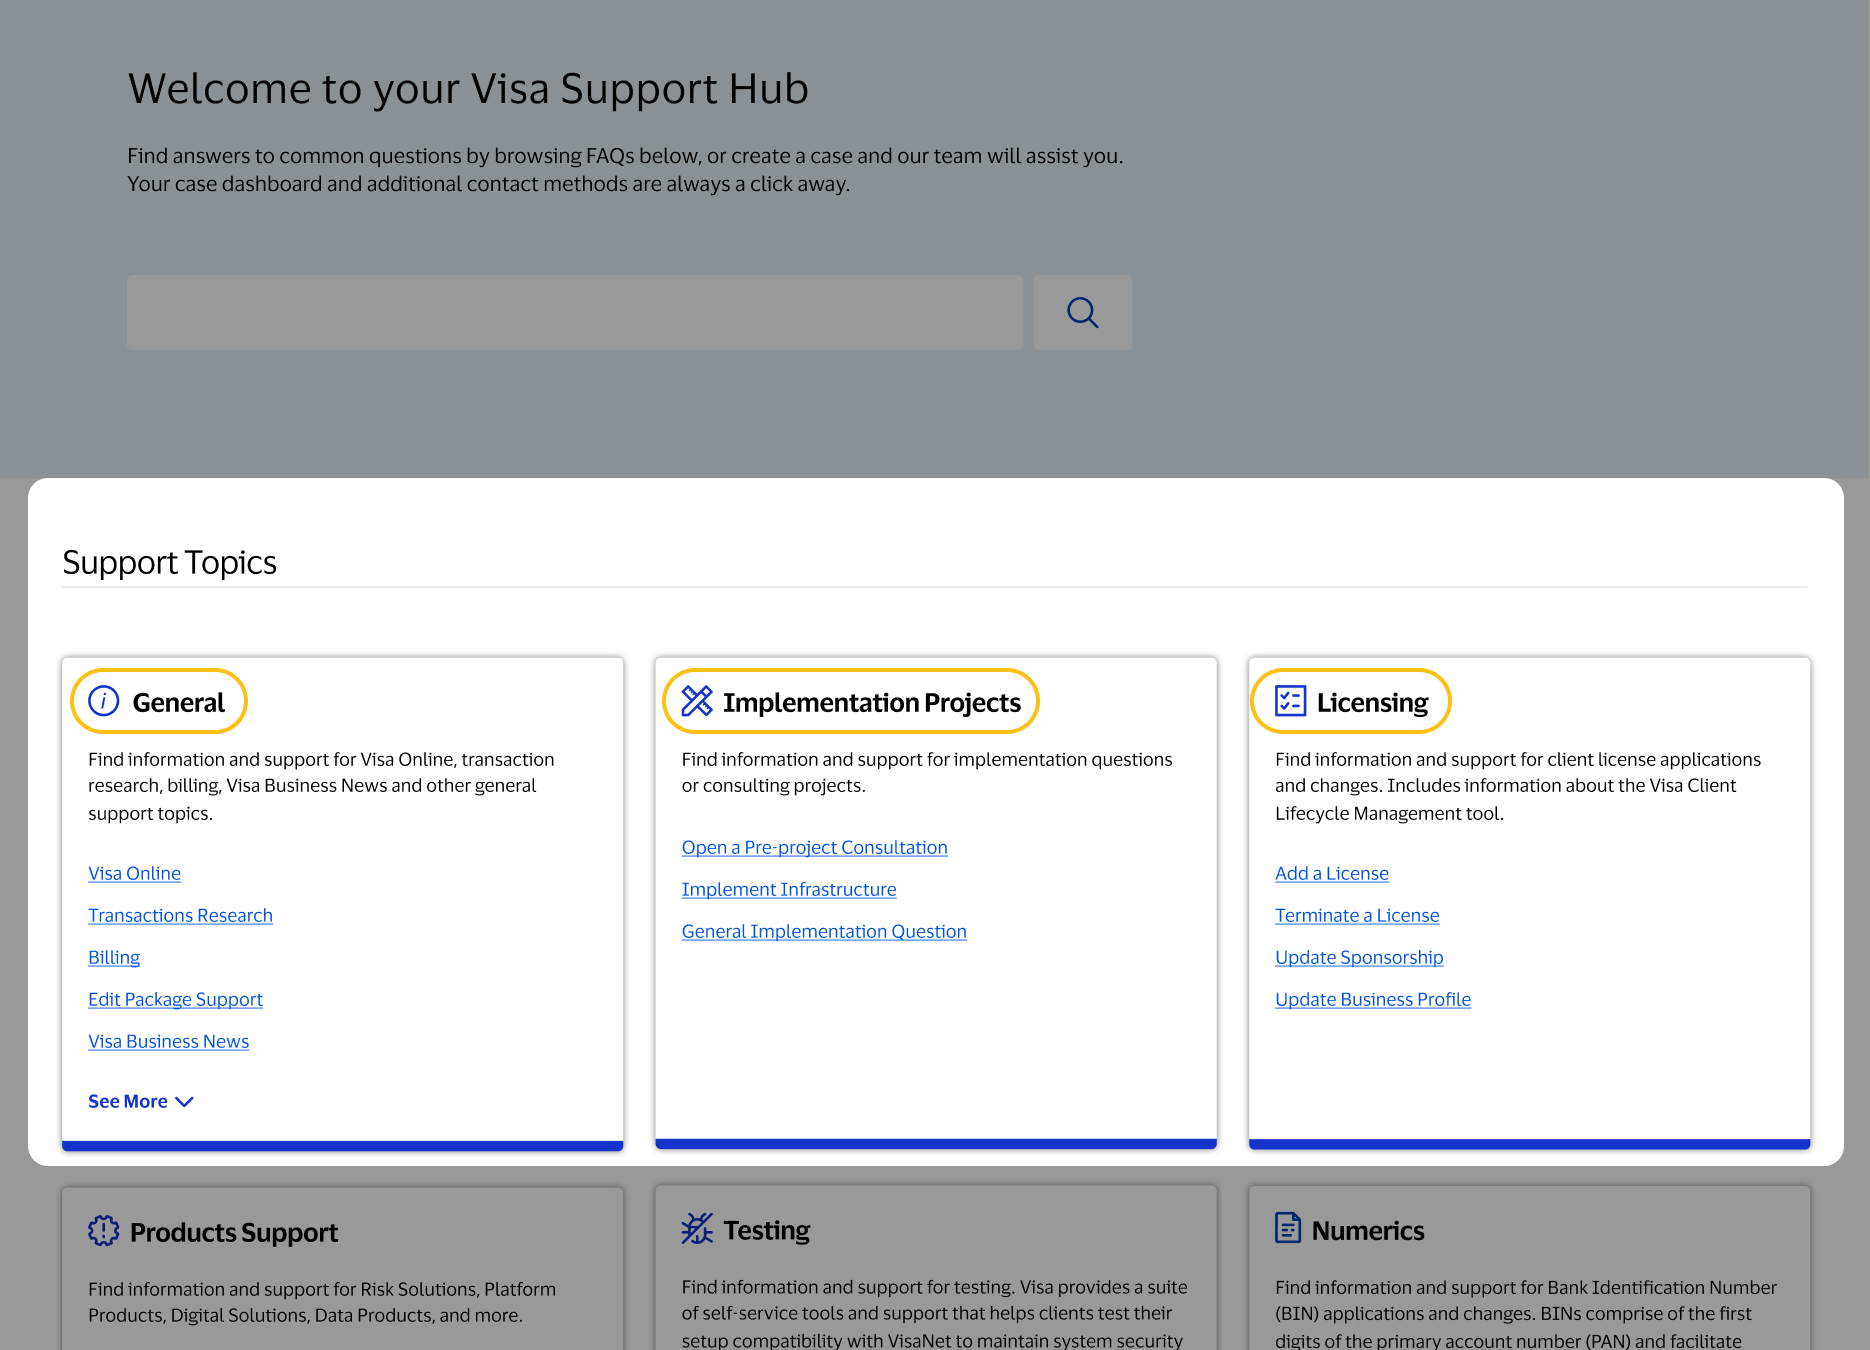 Welcome to your Visa Support Hub
Find answers to common questions by browsing FAQs below, or create a case and our team will assist you.
Your case dashboard and additional contact methods are always a click away.
Support Topics
General
Find information and support for Visa Online, transaction
research, billing, Visa Business News and other general
support topics.
Visa Online
Transactions Research
Billing
Edit Package Support
Visa Business News
See More
Implementation Projects
Find information and support for implementation questions
or consulting projects.
Open a Pre-project Consultation
Implement Infrastructure
General Implementation Question
Licensing
Find information and support for client license applications
and changes. Includes information about the Visa Client
Lifecycle Management tool.
Add a License
Terminate a License
Update Sponsorship
Update Business Profile
Products Support
Find information and support for Risk Solutions, Platform
Products, Digital Solutions, Data Products, and more.
Testing
Find information and support for testing. Visa provides a suite
of self-service tools and support that helps clients test their
setup compatibility with VisaNet to maintain system security
Numerics
Find information and support for Bank Identification Number
(BIN) applications and changes. BINs comprise of the first
digits of the primary account number (PAN) and facilitate